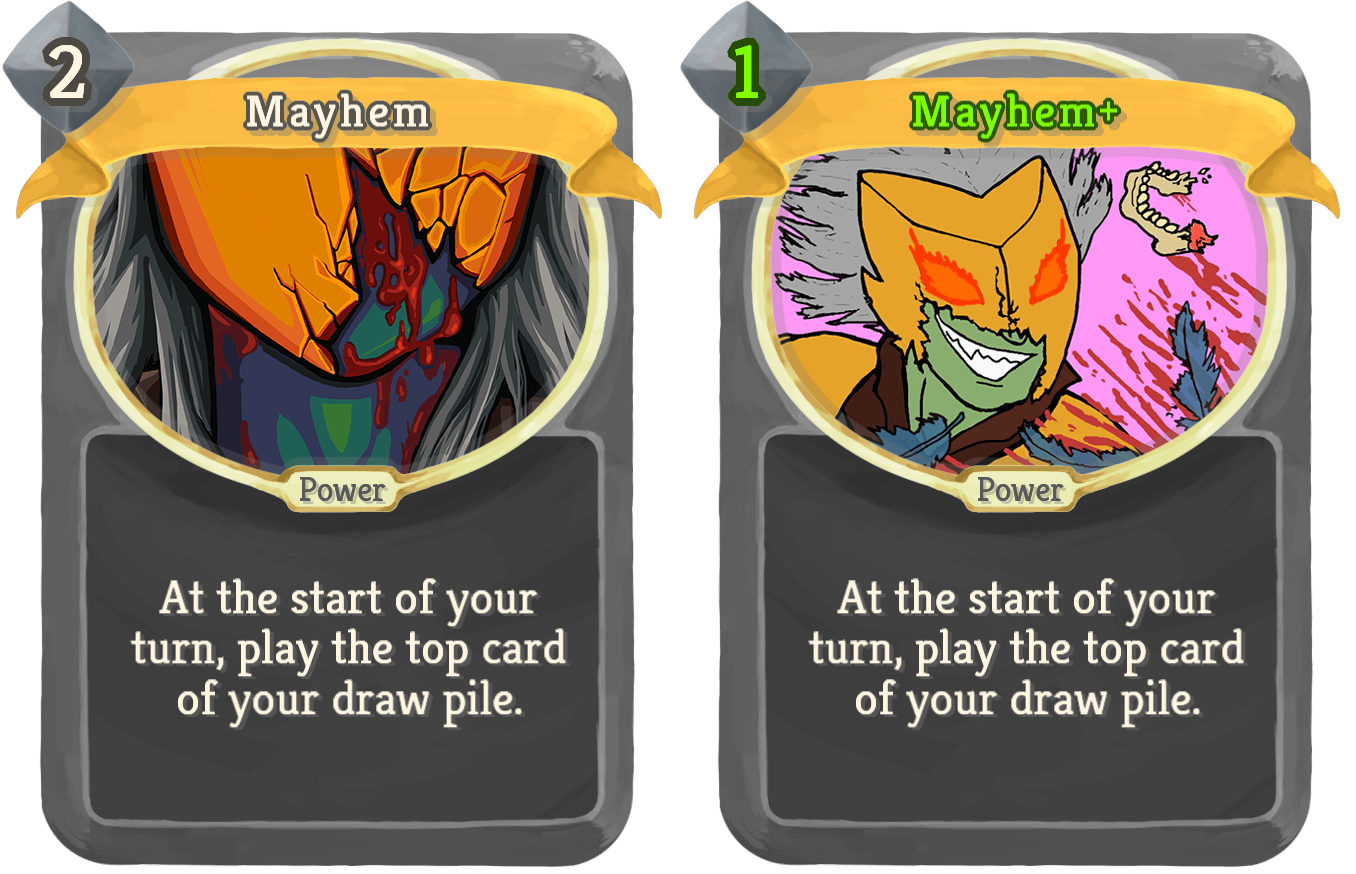 2
Mayhem
Power
At the start of your
turn, play the top card
of your draw pile.
1
Mayhem+
Power
At the start of your
turn, play the top card
of your draw pile.